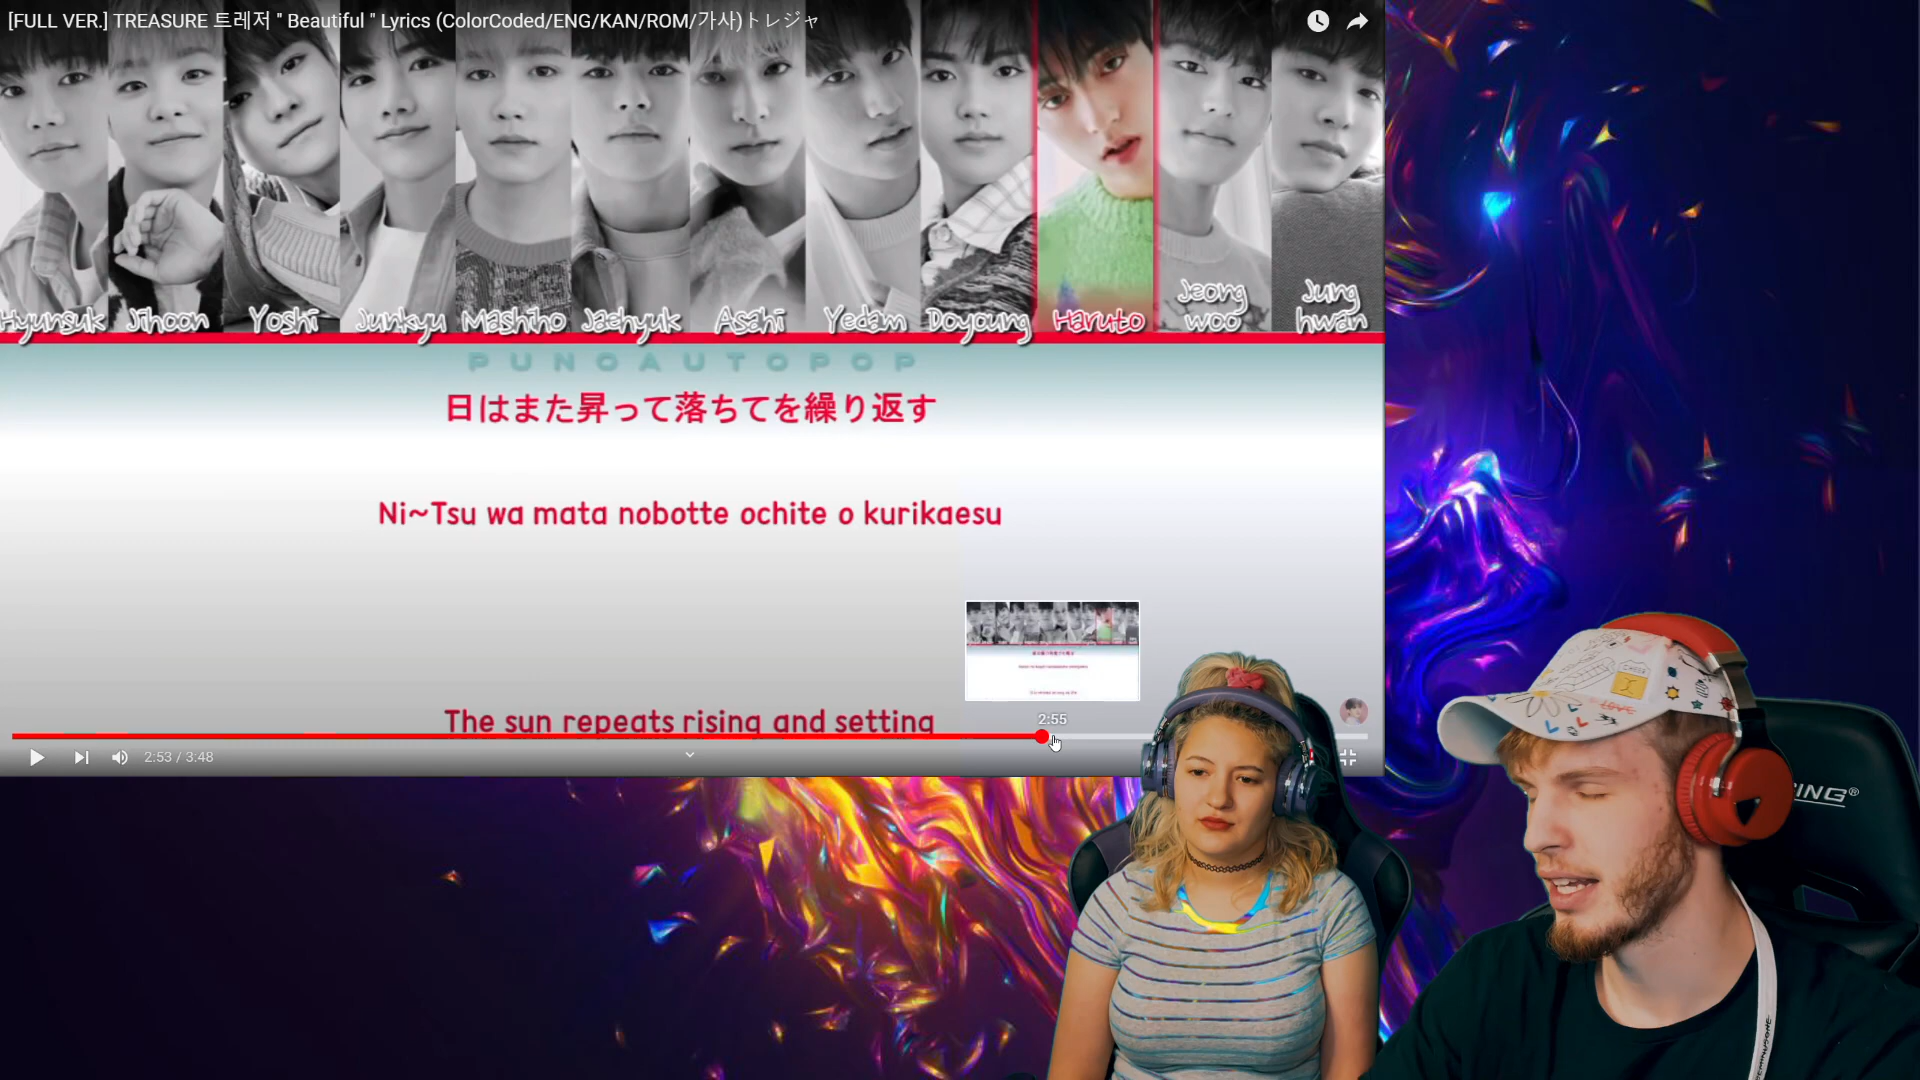 [FULL VER.] TREASURE 트레저 " Beautiful " Lyrics (ColorCoded/ENG/KAN/ROM/가사)トレジャ
Hyunsuk Jihoon Yoshi Junkyu Mashiho Jaehyuk Asahi Yedam Doyoung Haruto Jeong woo Jung hwan
PUNOAUTOPOP
日はまた昇って落ちてを繰り返す
Ni~Tsu wa mata nobotte ochite o kurikaesu
The sun repeats rising and setting
2:55
2:53 / 3:48
CHEER
LOVE
ING®